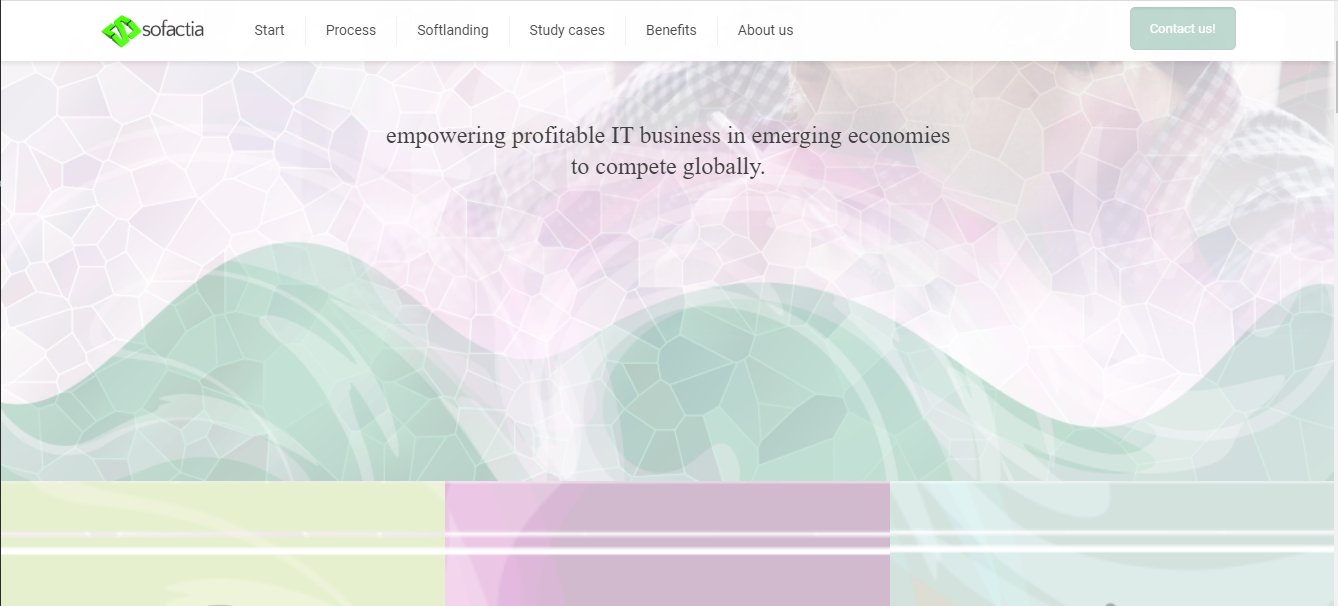 sofactia
Start
Process
Softlanding
Study cases
Benefits
About us
Contact us!
empowering profitable IT business in emerging economies
to compete globally.